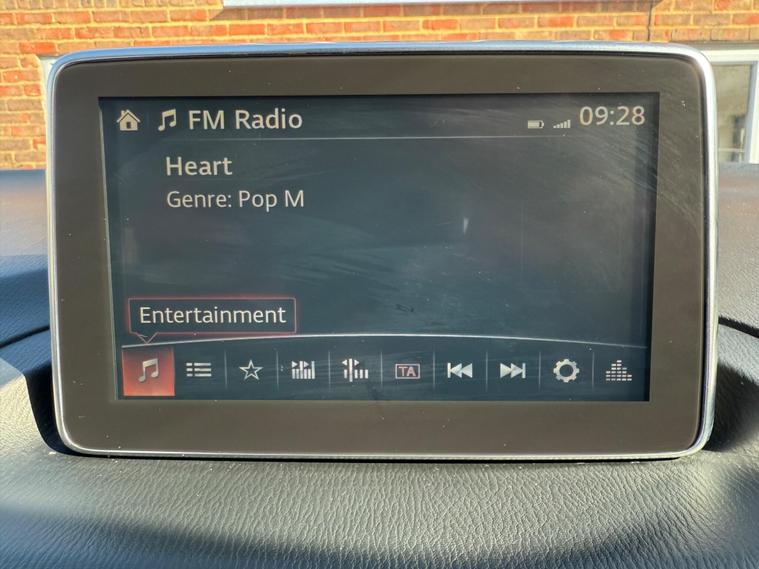 FM Radio
09:28
Heart
Genre: Pop M
Entertainment
TA